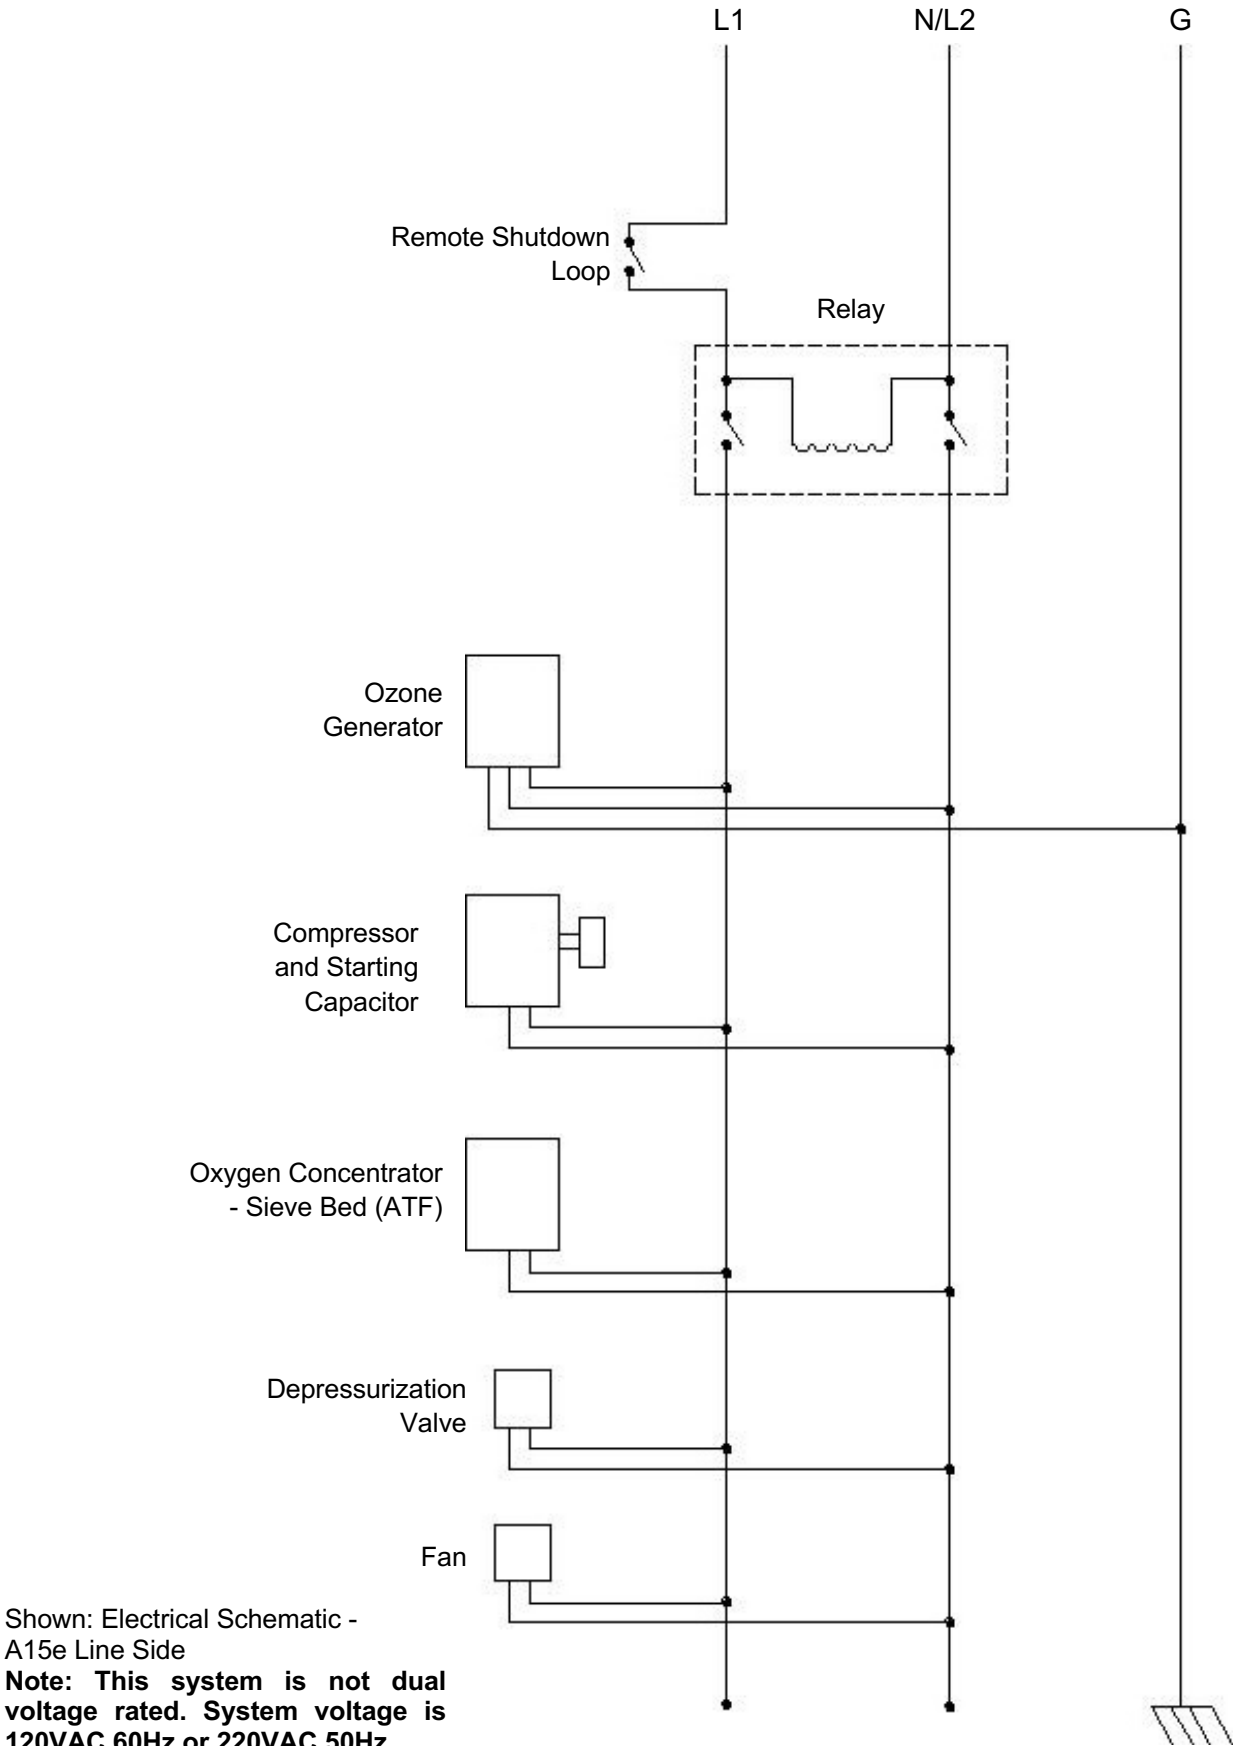 L1 N/L2 G
Remote Shutdown
Loop
Relay
Ozone
Generator
Compressor
and Starting
Capacitor
Oxygen Concentrator
- Sieve Bed (ATF)
Depressurization
Valve
Fan
Shown: Electrical Schematic -
A15e Line Side
Note: This system is not dual
voltage rated. System voltage is
120VAC 60Hz or 220VAC 50Hz